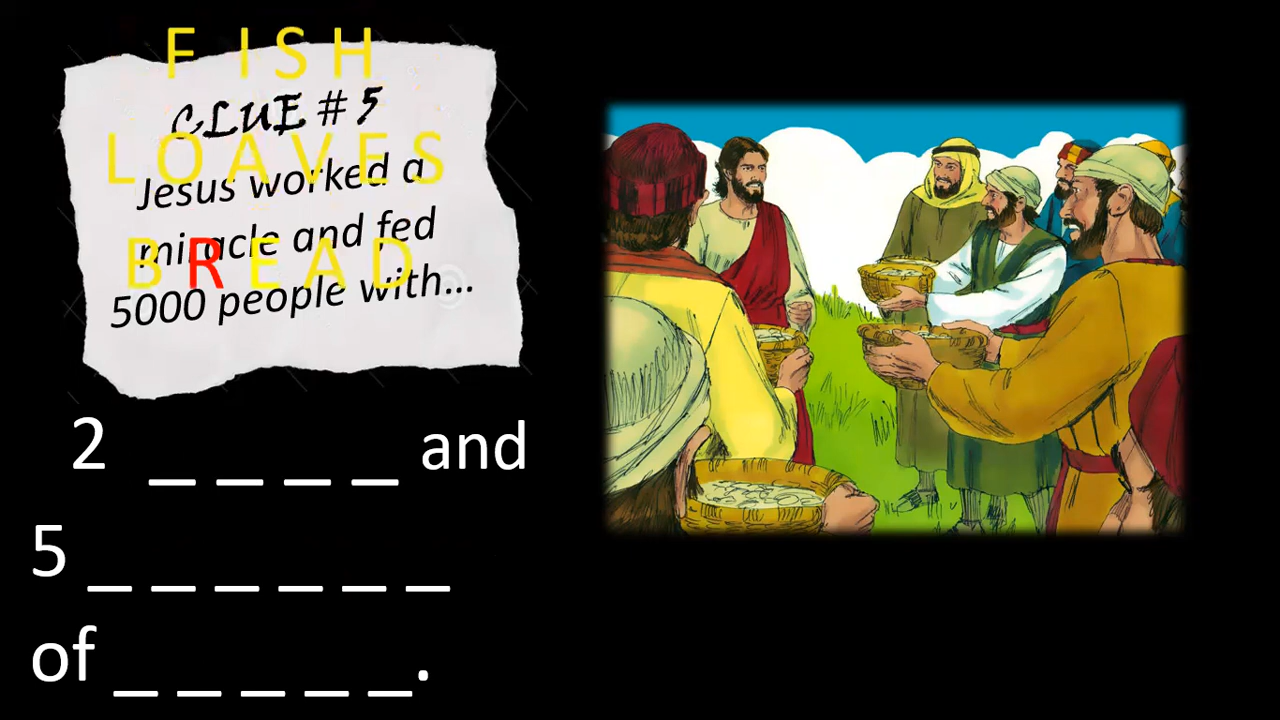 F I S H
CLUE # 5
L O A V E S
Jesus worked a
miracle and fed
B R E A D
5000 people with...
2 _ _ _ _ and
5 _ _ _ _ _ _
of _ _ _ _ _.